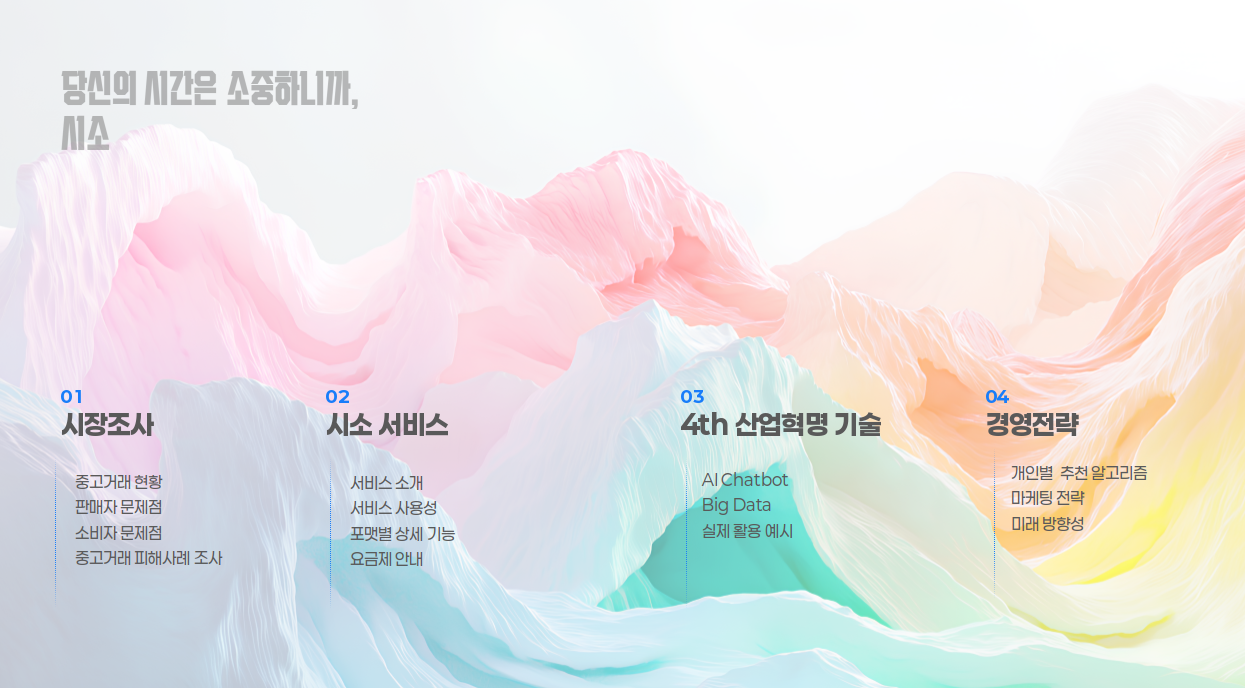 당신의 시간은 소중하니까,
시소
01
시장조사
중고거래 현황
판매자 문제점
소비자 문제점
중고거래 피해사례 조사
02
시소 서비스
서비스 소개
서비스 사용성
포맷별 상세 기능
요금제 안내
03
4th 산업혁명 기술
AI Chatbot
Big Data
실제 활용 예시
04
경영전략
개인별 추천 알고리즘
마케팅 전략
미래 방향성